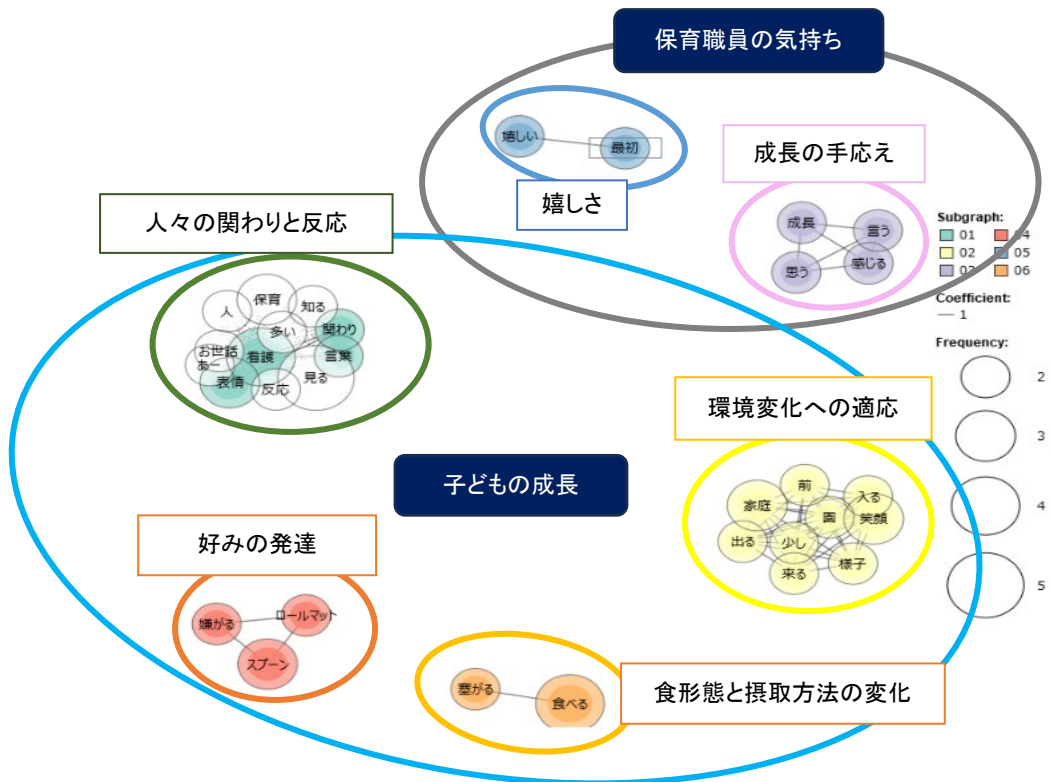 保育職員の気持ち
嬉しい
最初
嬉しさ
成長の手応え
成長
言う
思う
感じる
Subgraph:
01 04
02 05
03 06
Coefficient:
1
Frequency:
2
3
4
5
人々の関わりと反応
人
保育
知る
多い
関わり
お世話
あー
看護
言葉
表情
反応
見る
環境変化への適応
前
家庭
入る
園
笑顔
出る
少し
来る
様子
子どもの成長
好みの発達
嫌がる
ロールマット
スプーン
塞がる
食べる
食形態と摂取方法の変化